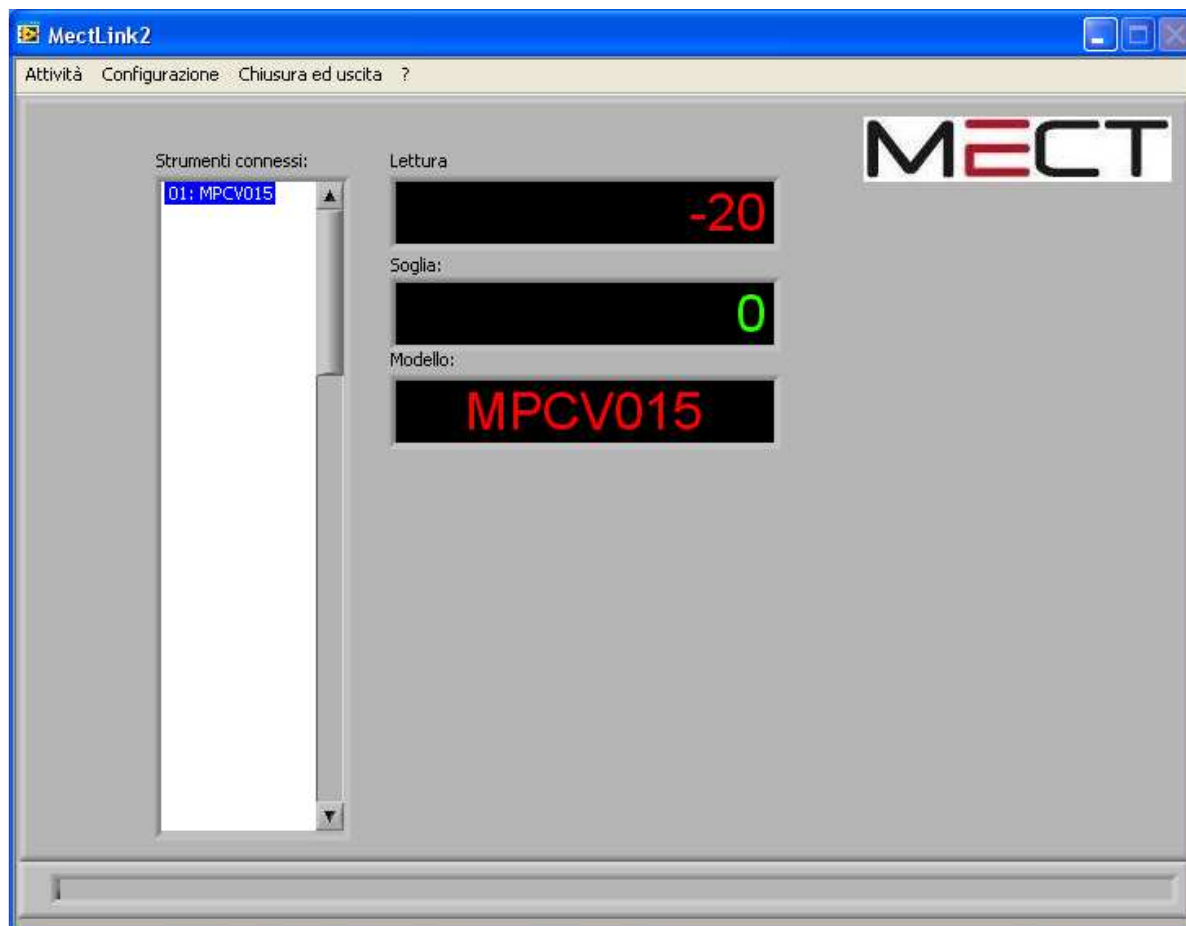 MectLink2
Attività Configurazione Chiusura ed uscita ?
MECT
Strumenti connessi:
01: MPCV015
Lettura
-20
Soglia:
0
Modello:
MPCV015